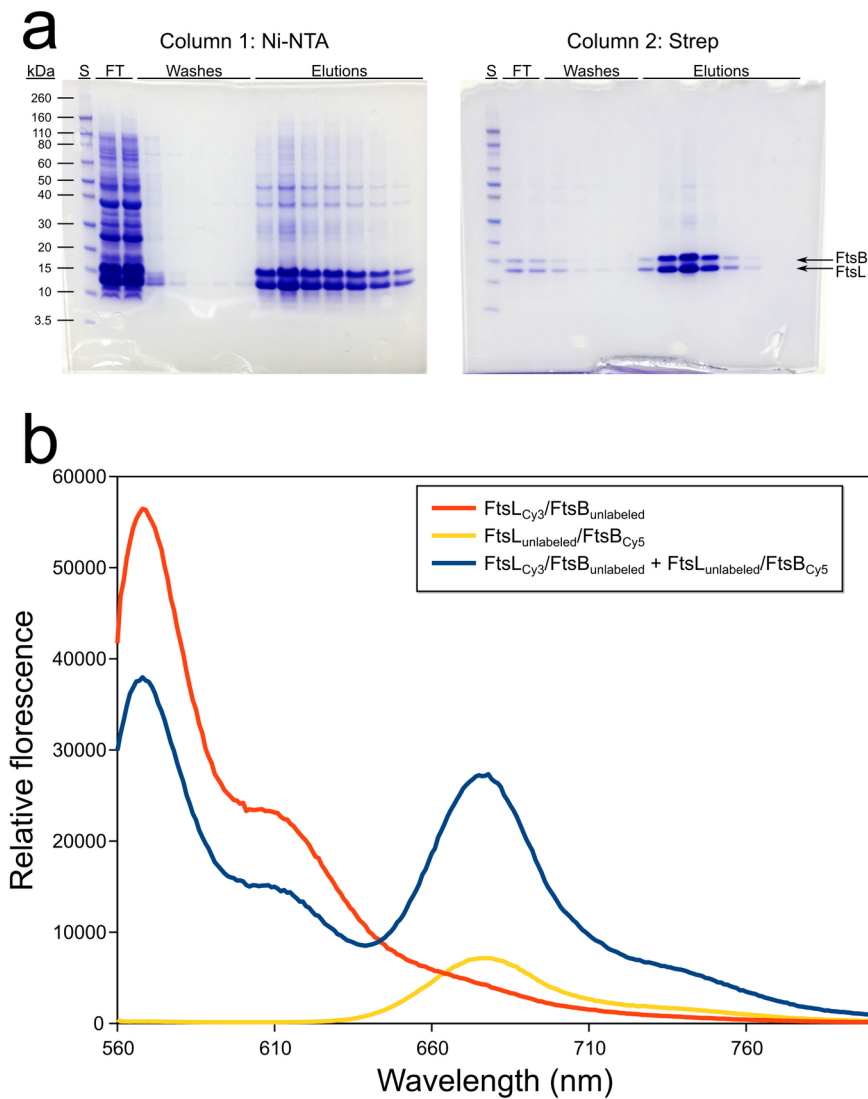 a
Column 1: Ni-NTA
Column 2: Strep
kDa S FT Washes Elutions
S FT Washes Elutions
260
160
110
80
60
50
40
30
20
15
10
3.5
FtsB
FtsL
b
60000
50000
40000
30000
20000
10000
0
Relative florescence
FtsLCy3/FtsBunlabeled
FtsLunlabeled/FtsBCy5
FtsLCy3/FtsBunlabeled + FtsLunlabeled/FtsBCy5
560 610 660 710 760
Wavelength (nm)